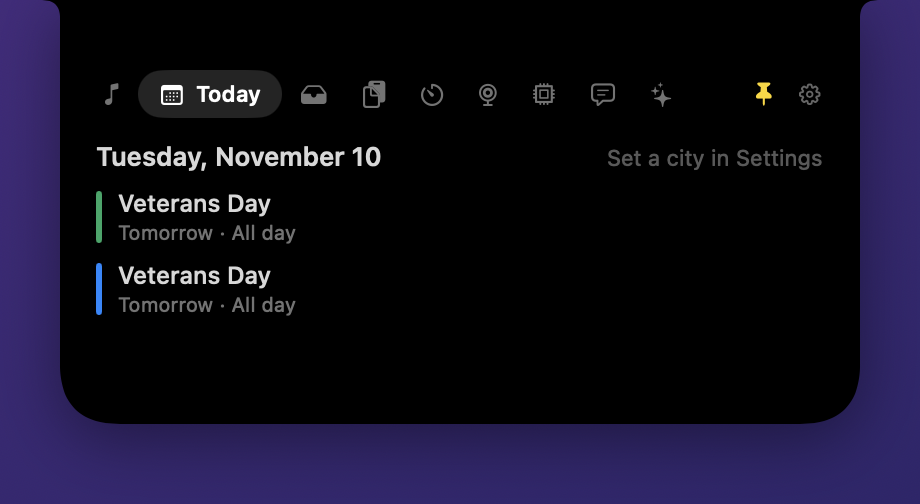 Today
Tuesday, November 10
Set a city in Settings
Veterans Day
Tomorrow · All day
Veterans Day
Tomorrow · All day